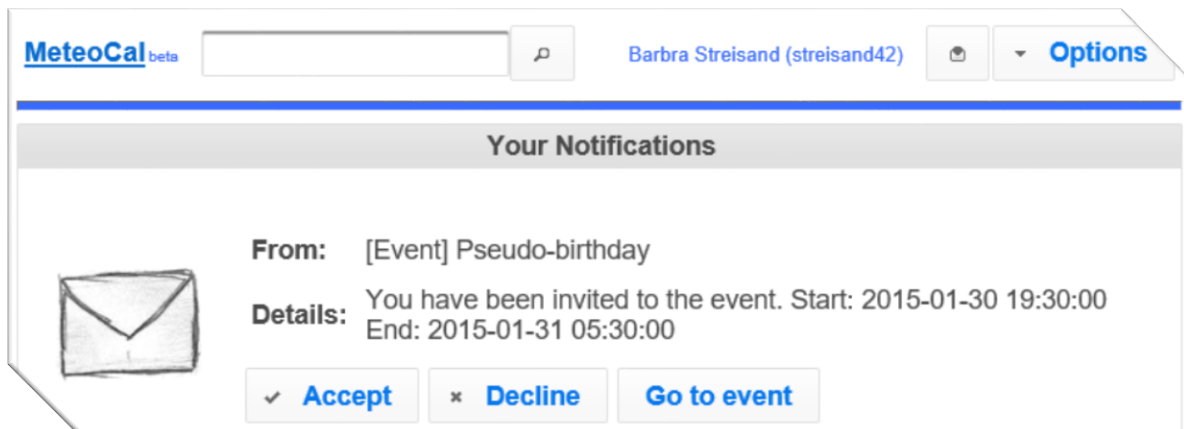 MeteoCal beta Barbra Streisand (streisand42) Options
Your Notifications
From: [Event] Pseudo-birthday
Details: You have been invited to the event. Start: 2015-01-30 19:30:00
End: 2015-01-31 05:30:00
Accept Decline Go to event